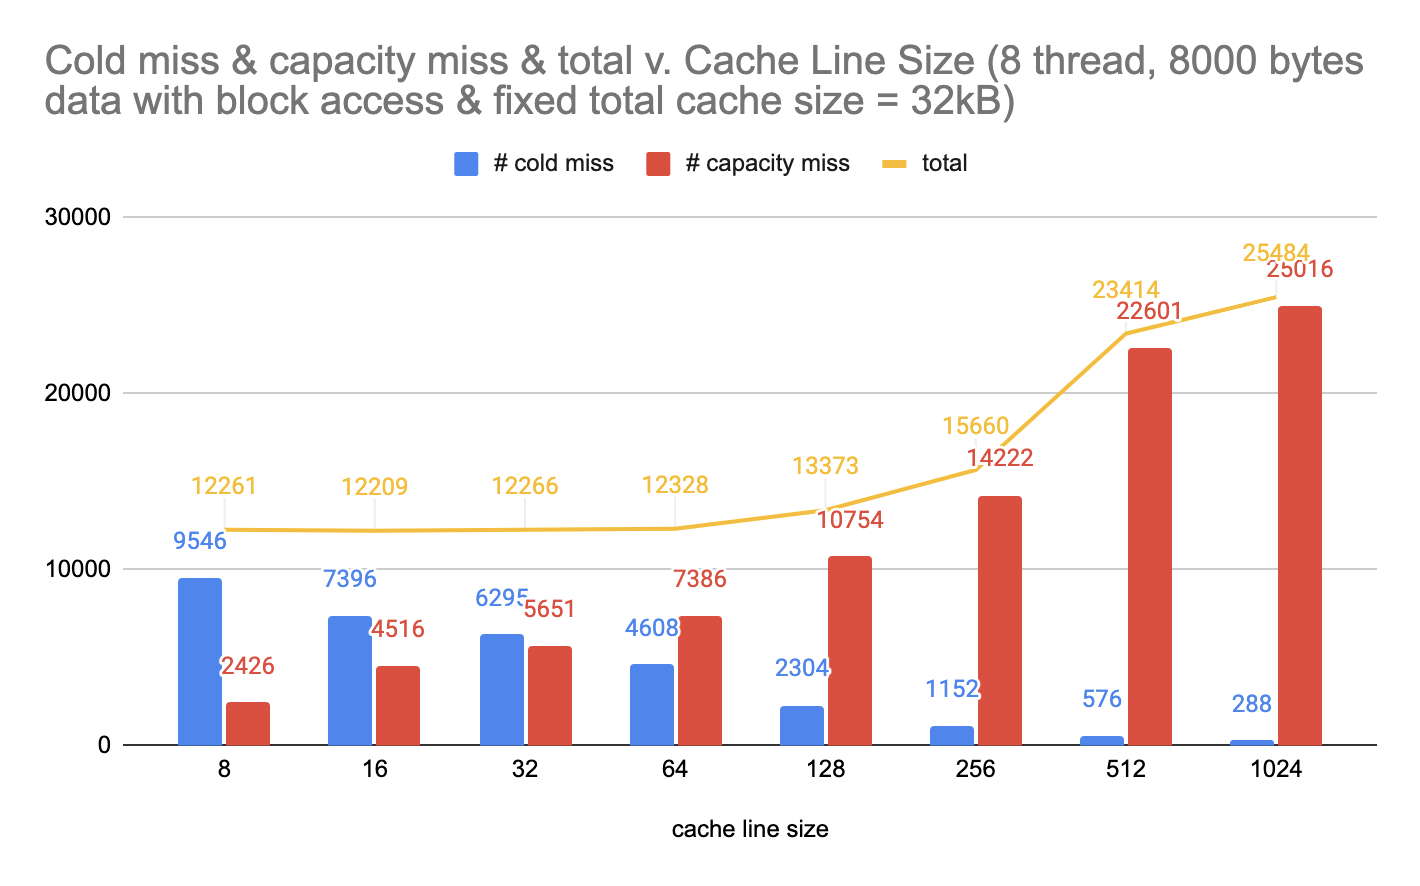 Cold miss & capacity miss & total v. Cache Line Size (8 thread, 8000 bytes
data with block access & fixed total cache size = 32kB)
# cold miss # capacity miss total
30000
25484
25016
23414
22601
20000
15660
14222
13373
12261 12209 12266 12328
10754
9546
10000
7396 7386
6295 5651
4516 4608
2426 2304
1152 576 288
0
8 16 32 64 128 256 512 1024
cache line size